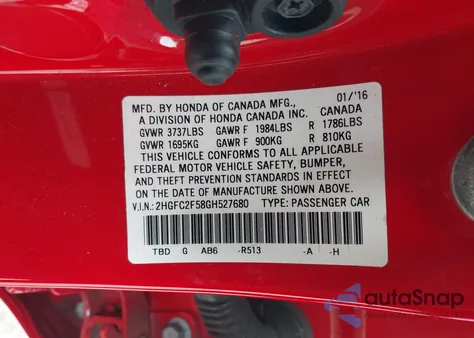 MFD. BY HONDA OF CANADA MFG., 01/'16
A DIVISION OF HONDA CANADA INC. CANADA
GVWR 3737LBS GAWR F 1984LBS R 1786LBS
GVWR 1695KG GAWR F 900KG R 810KG
THIS VEHICLE CONFORMS TO ALL APPLICABLE
FEDERAL MOTOR VEHICLE SAFETY, BUMPER,
AND THEFT PREVENTION STANDARDS IN EFFECT
ON THE DATE OF MANUFACTURE SHOWN ABOVE.
V.I.N.: 2HGFC2F58GH527680 TYPE: PASSENGER CAR
TBD G AB6 -R513 -A -H
autoSnap